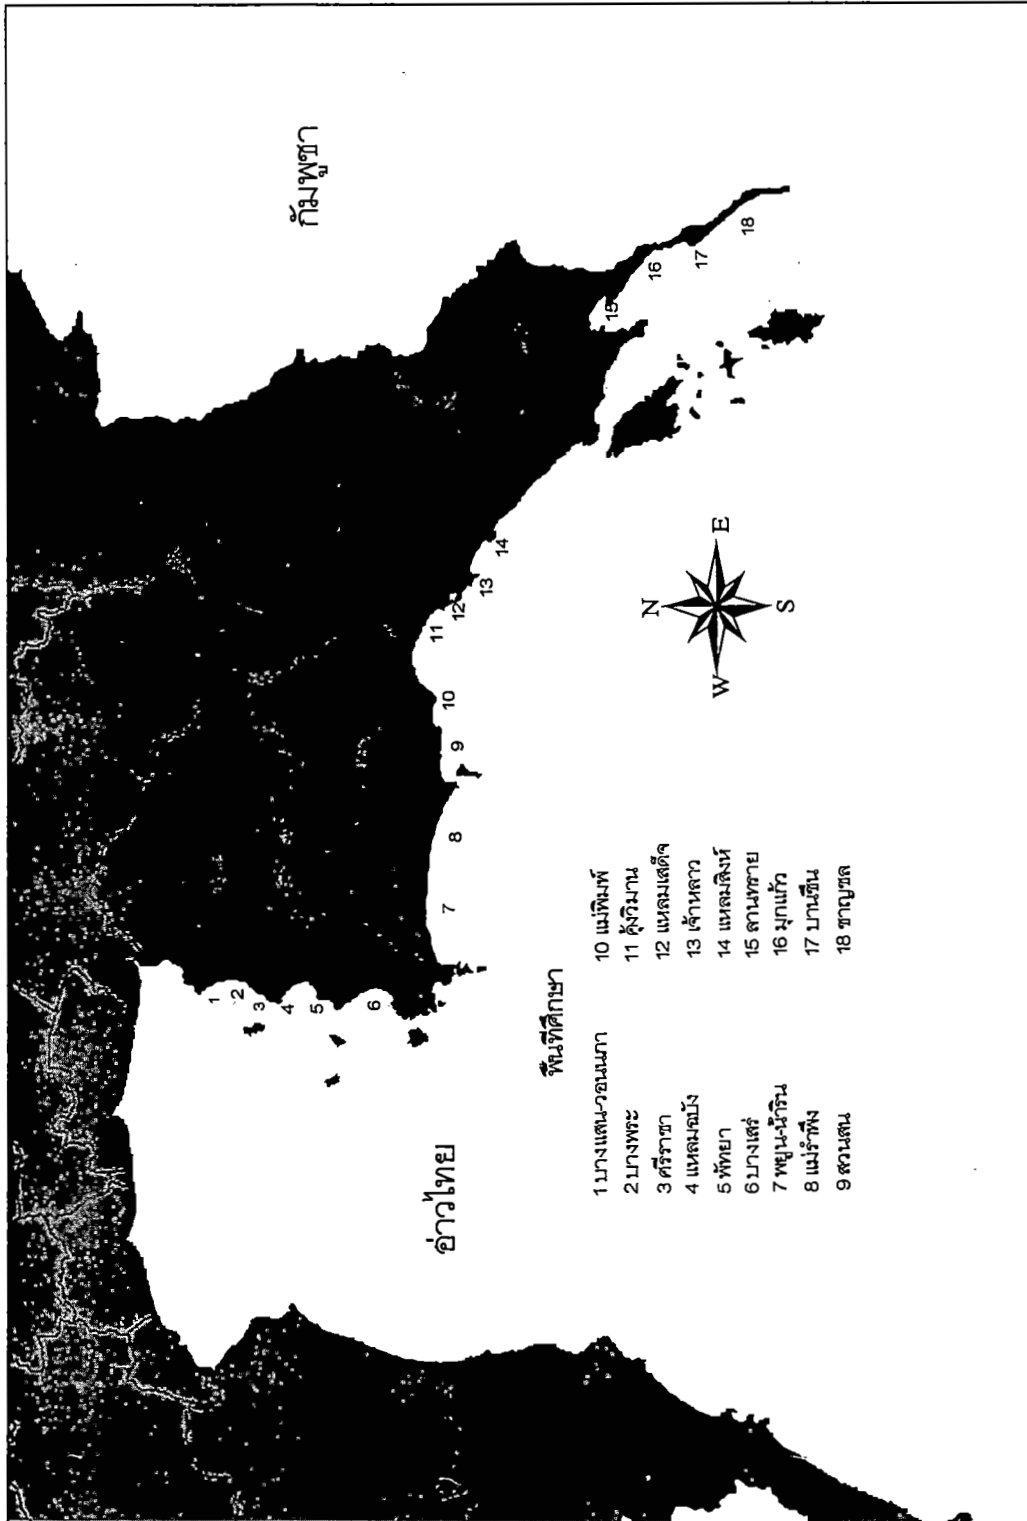 กัมพูชา
อ่าวไทย
1
2
3
4
5
6
7
8
9
10
11
12
13
14
15
16
17
18
N
W
E
S
พื้นที่ศึกษา
1 บางแสน-วอนนภา
2 บางพระ
3 ศรีราชา
4 แหลมฉบัง
5 พัทยา
6 บางเสร่
7 พยูน-น้ำริน
8 แม่รำพึง
9 สวนสน
10 แม่พิมพ์
11 คุ้งวิมาน
12 แหลมเสด็จ
13 เจ้าหลาว
14 แหลมสิงห์
15 ลานทราย
16 มุกแก้ว
17 บานชื่น
18 ชาญชล